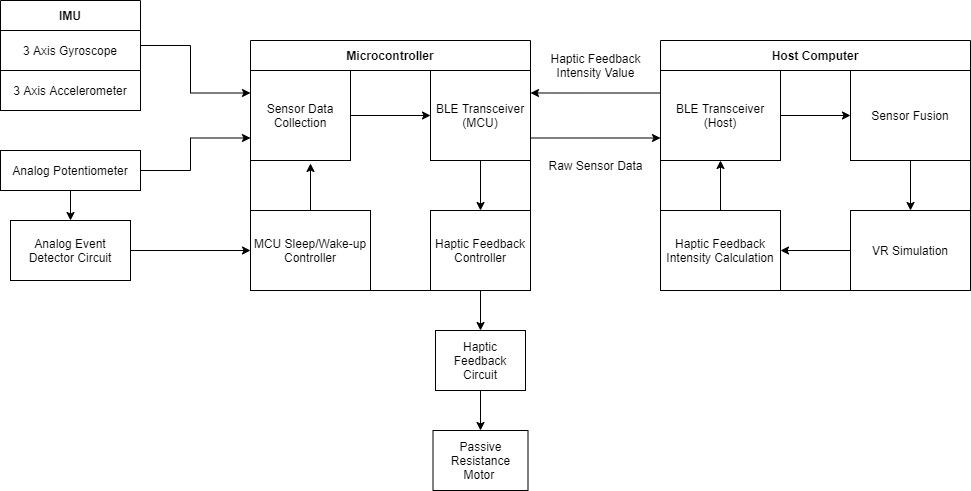 IMU
3 Axis Gyroscope
3 Axis Accelerometer
Analog Potentiometer
Analog Event
Detector Circuit
Microcontroller
Sensor Data
Collection
BLE Transceiver
(MCU)
MCU Sleep/Wake-up
Controller
Haptic Feedback
Controller
Haptic
Feedback
Circuit
Passive
Resistance
Motor
Haptic Feedback
Intensity Value
Raw Sensor Data
Host Computer
BLE Transceiver
(Host)
Sensor Fusion
Haptic Feedback
Intensity Calculation
VR Simulation